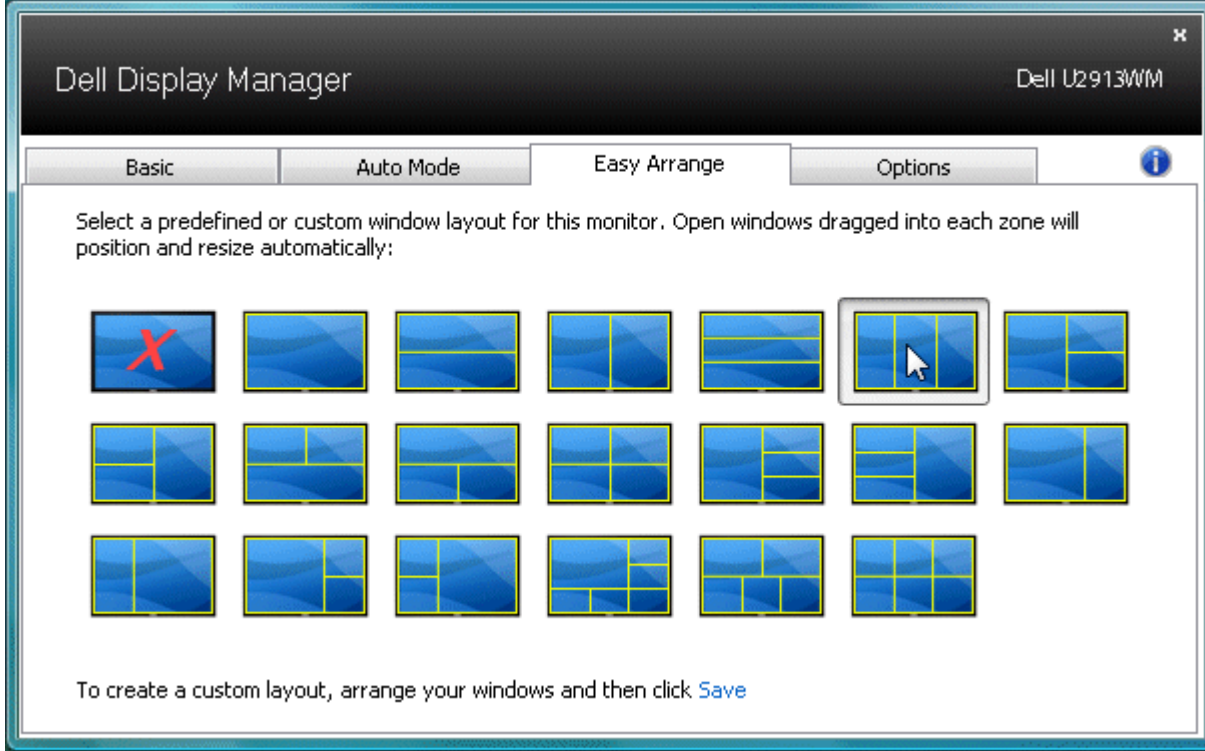 Dell Display Manager
Dell U2913WM
Basic
Auto Mode
Easy Arrange
Options
Select a predefined or custom window layout for this monitor. Open windows dragged into each zone will
position and resize automatically:
X
To create a custom layout, arrange your windows and then click Save